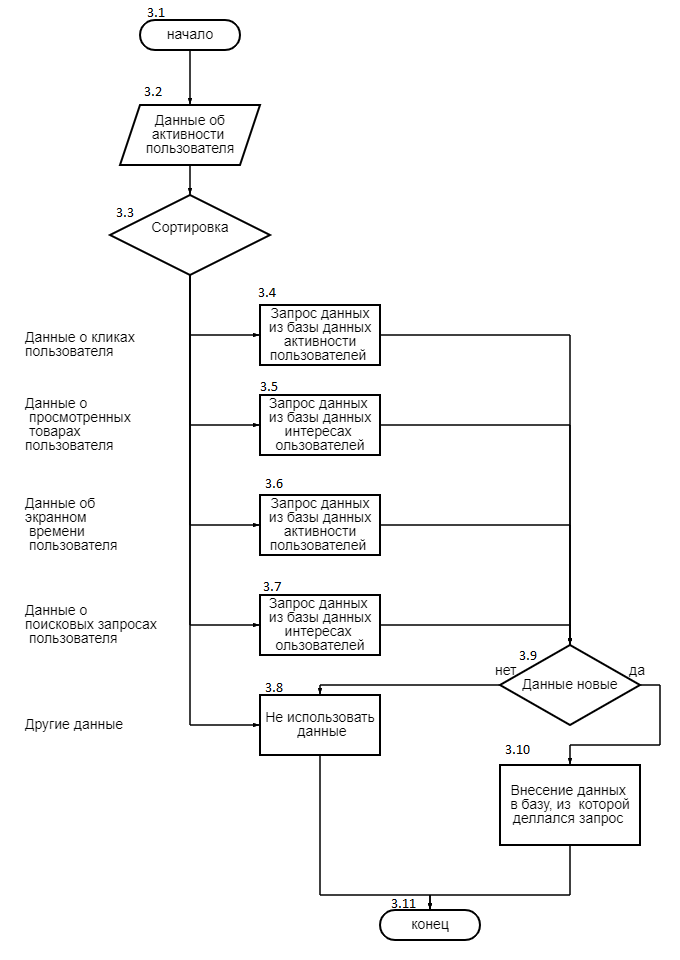 3.1
начало
3.2
Данные об
активности
пользователя
3.3
Сортировка
3.4
Запрос данных
из базы данных
активности
пользователей
Данные о кликах
пользователя
3.5
Запрос данных
из базы данных
интересах
ользователей
Данные о
просмотренных
товарах
пользователя
3.6
Запрос данных
из базы данных
активности
пользователей
Данные об
экранном
времени
пользователя
3.7
Запрос данных
из базы данных
интересах
ользователей
Данные о
поисковых запросах
пользователя
3.9
нет
да
Данные новые
3.8
Не использовать
данные
Другие данные
3.10
Внесение данных
в базу, из которой
деллался запрос
3.11
конец